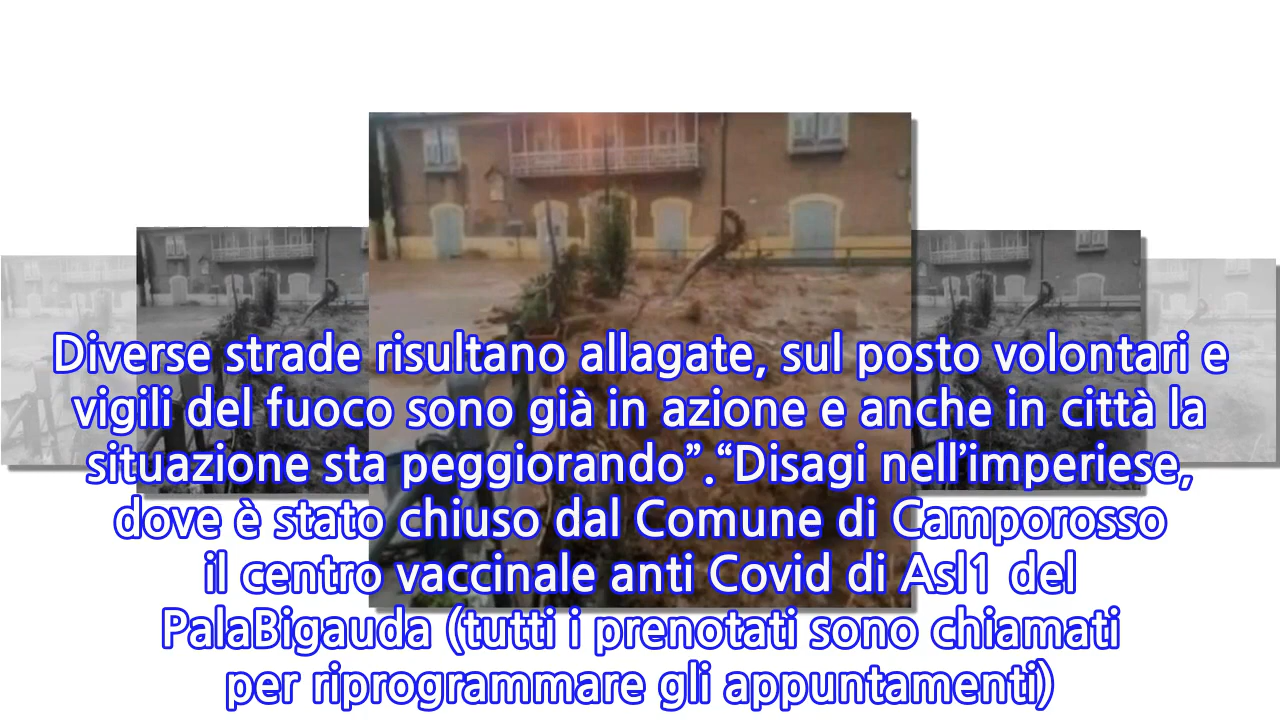 Diverse strade risultano allagate, sul posto volontari e
vigili del fuoco sono già in azione e anche in città la
situazione sta peggiorando”.“Disagi nell’imperiese,
dove è stato chiuso dal Comune di Camporosso
il centro vaccinale anti Covid di Asl1 del
PalaBigauda (tutti i prenotati sono chiamati
per riprogrammare gli appuntamenti)